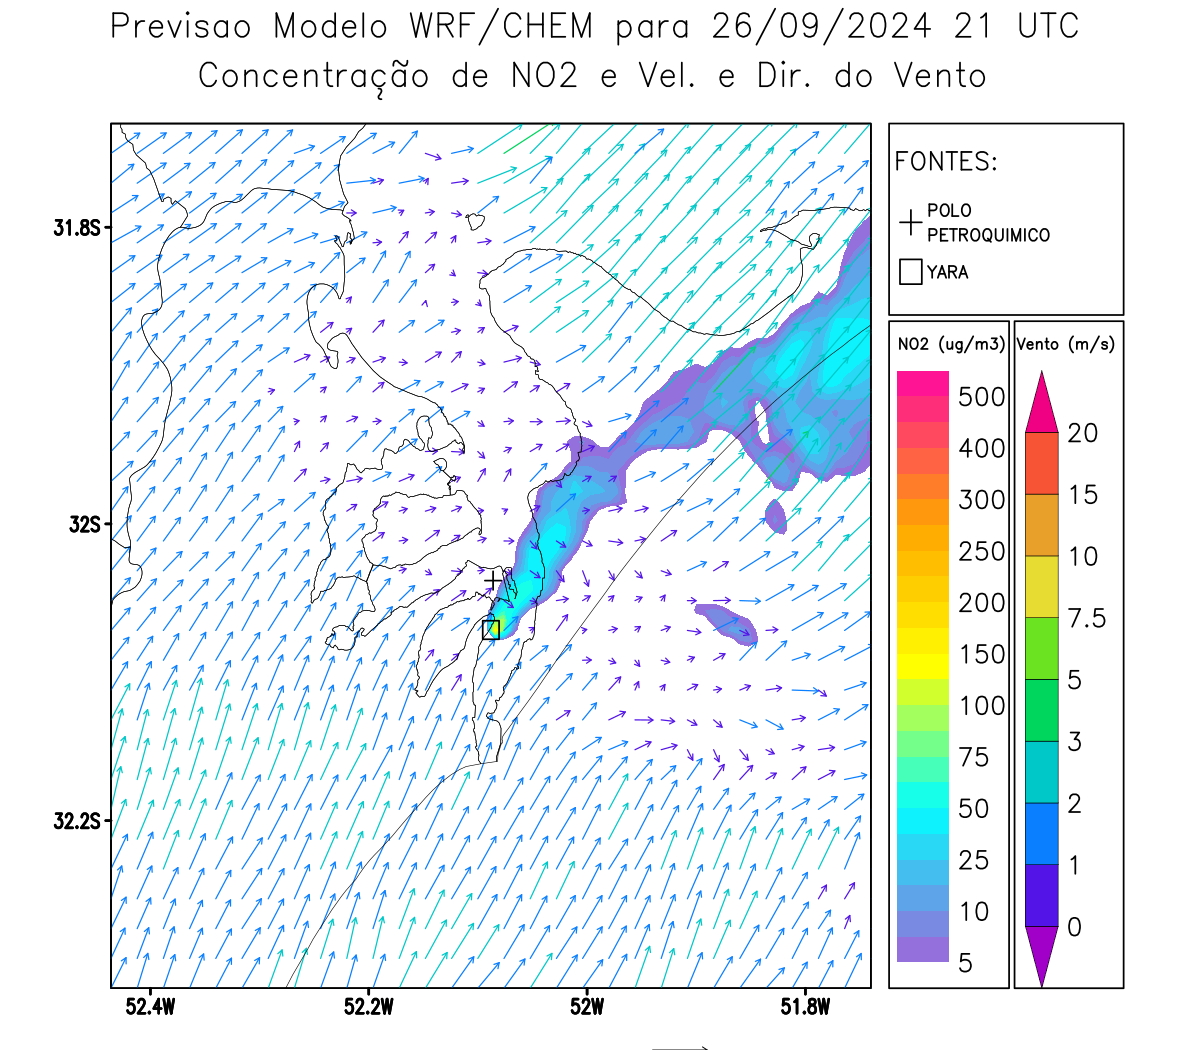 Previsao Modelo WRF/CHEM para 26/09/2024 21 UTC
Concentração de NO2 e Vel. e Dir. do Vento
FONTES:
POLO
PETROQUIMICO
YARA
31.8S
32S
32.2S
52.4W
52.2W
52W
51.8W
NO2 (ug/m3)
500
400
300
250
200
150
100
75
50
25
10
5
Vento (m/s)
20
15
10
7.5
5
3
2
1
0